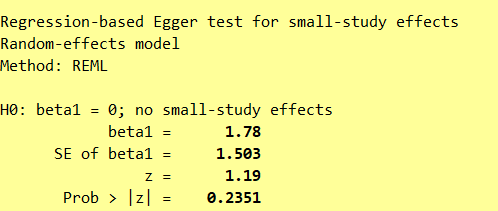 Regression-based Egger test for small-study effects
Random-effects model
Method: REML
H0: beta1 = 0; no small-study effects
beta1 = 1.78
SE of beta1 = 1.503
z = 1.19
Prob > |z| = 0.2351